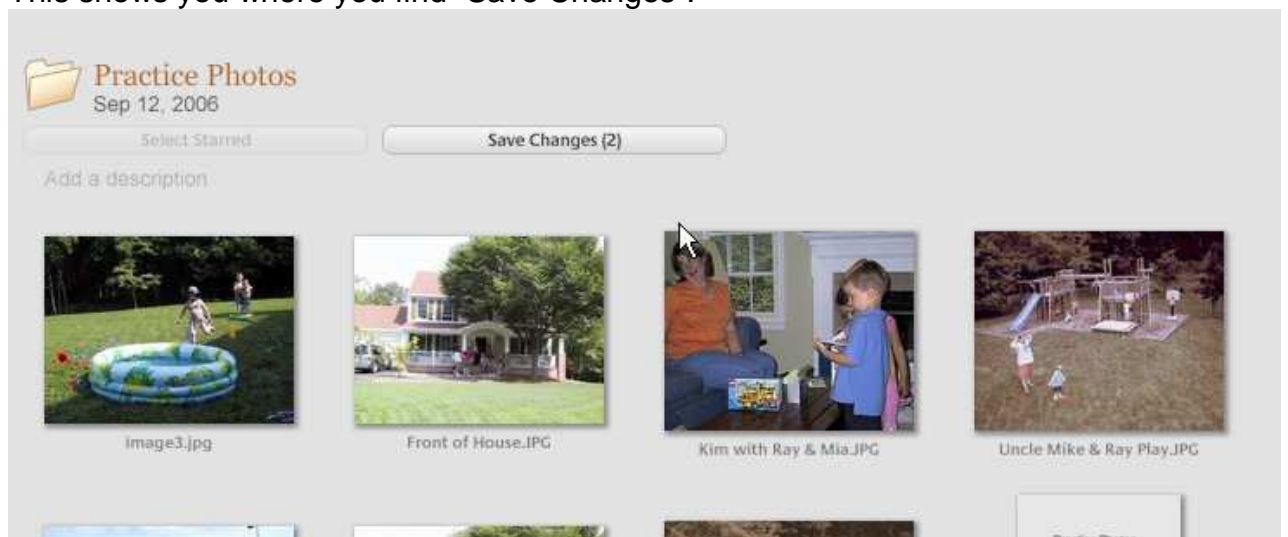 This shows you where you find "Save Changes".
Practice Photos
Sep 12, 2006
Select Starred
Save Changes (2)
Add a description
image3.jpg
Front of House.JPG
Kim with Ray & Mia.JPG
Uncle Mike & Ray Play.JPG